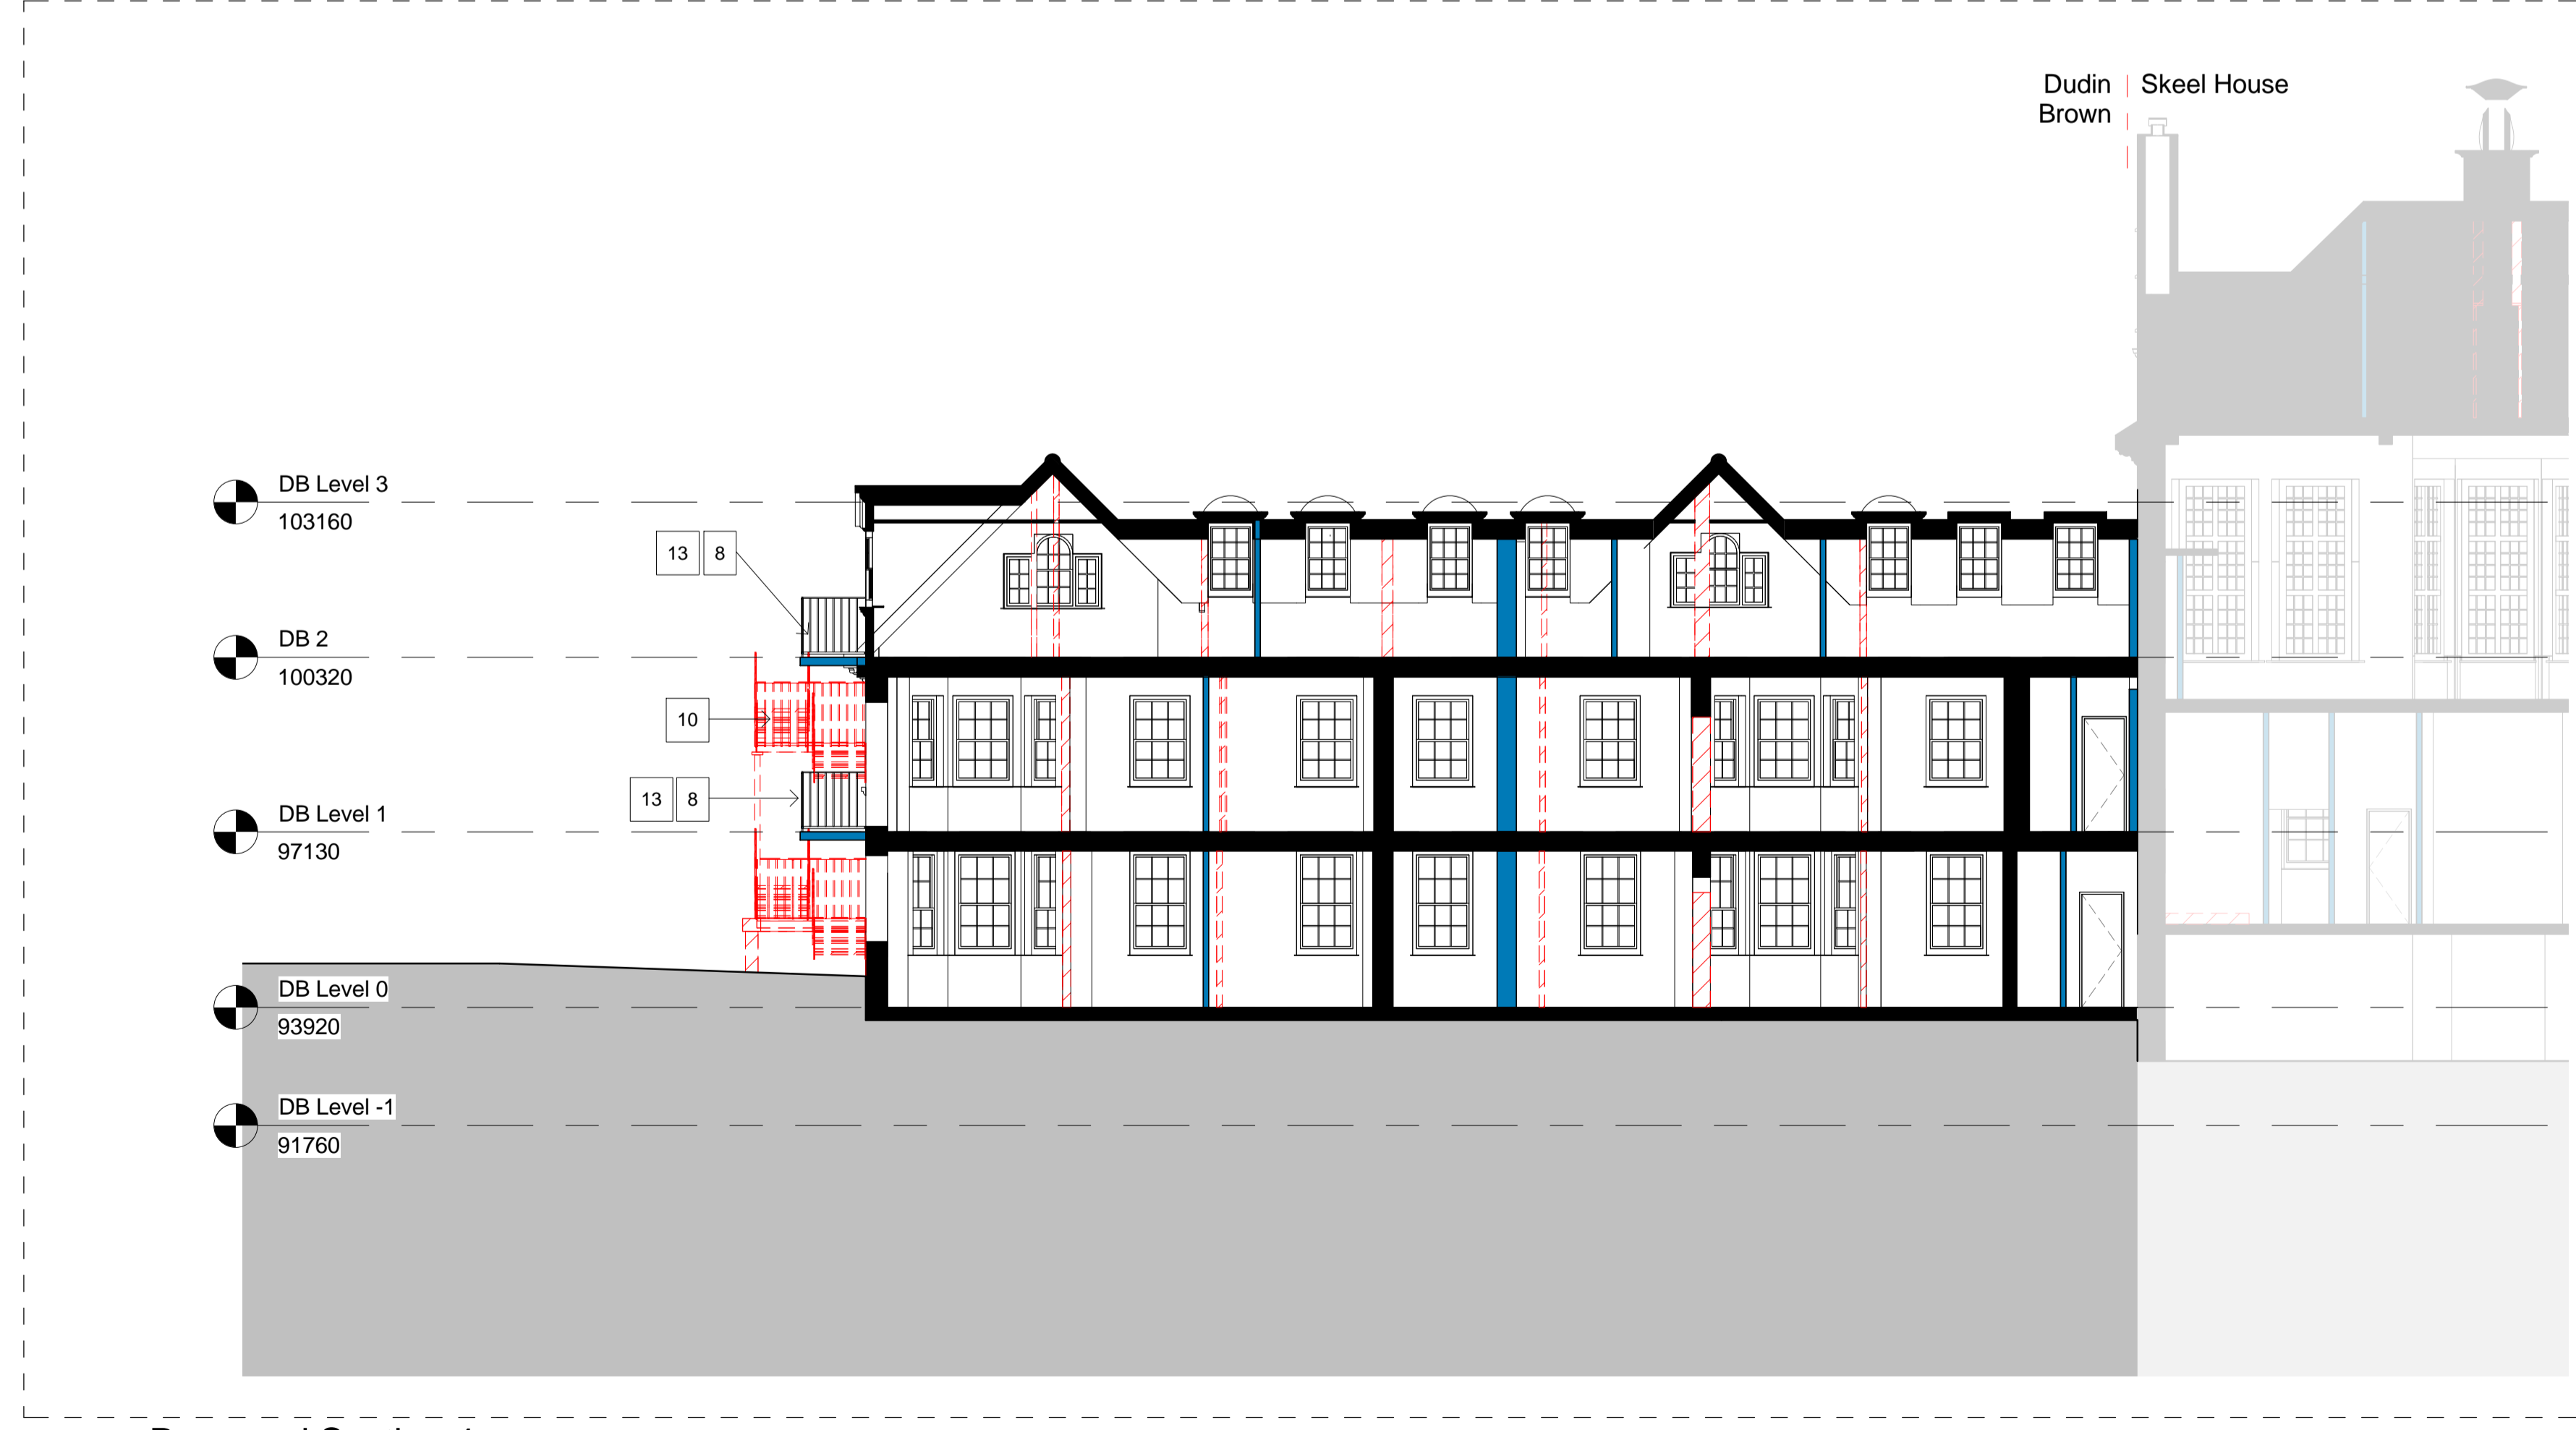 Dudin
Brown
Skeel House
DB Level 3
103160
13 8
DB 2
100320
10
13 8
DB Level 1
97130
DB Level 0
93920
DB Level -1
91760